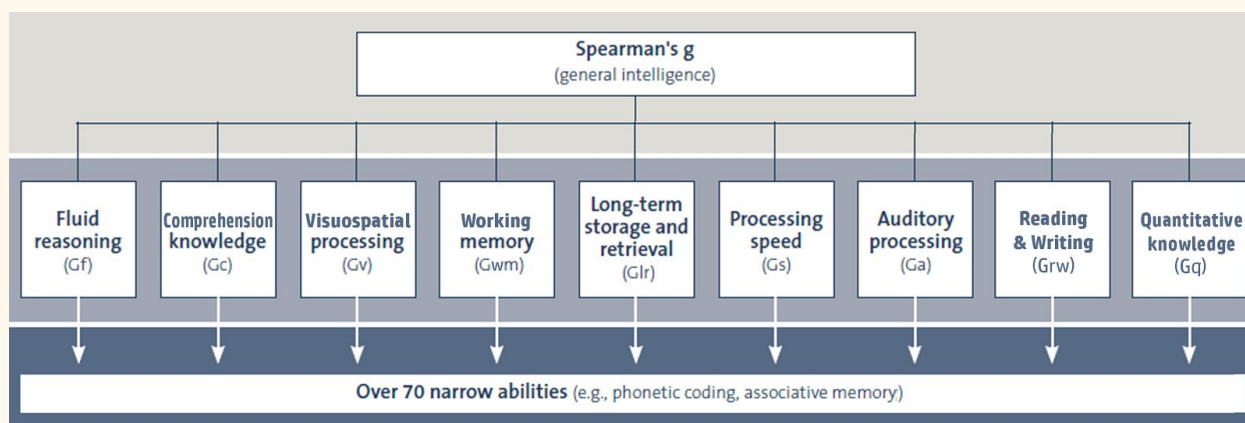 Spearman's g
(general intelligence)
Fluid
reasoning
(Gf)
Comprehension
knowledge
(Gc)
Visuospatial
processing
(Gv)
Working
memory
(Gwm)
Long-term
storage and
retrieval
(Glr)
Processing
speed
(Gs)
Auditory
processing
(Ga)
Reading
& Writing
(Grw)
Quantitative
knowledge
(Gq)
Over 70 narrow abilities (e.g., phonetic coding, associative memory)